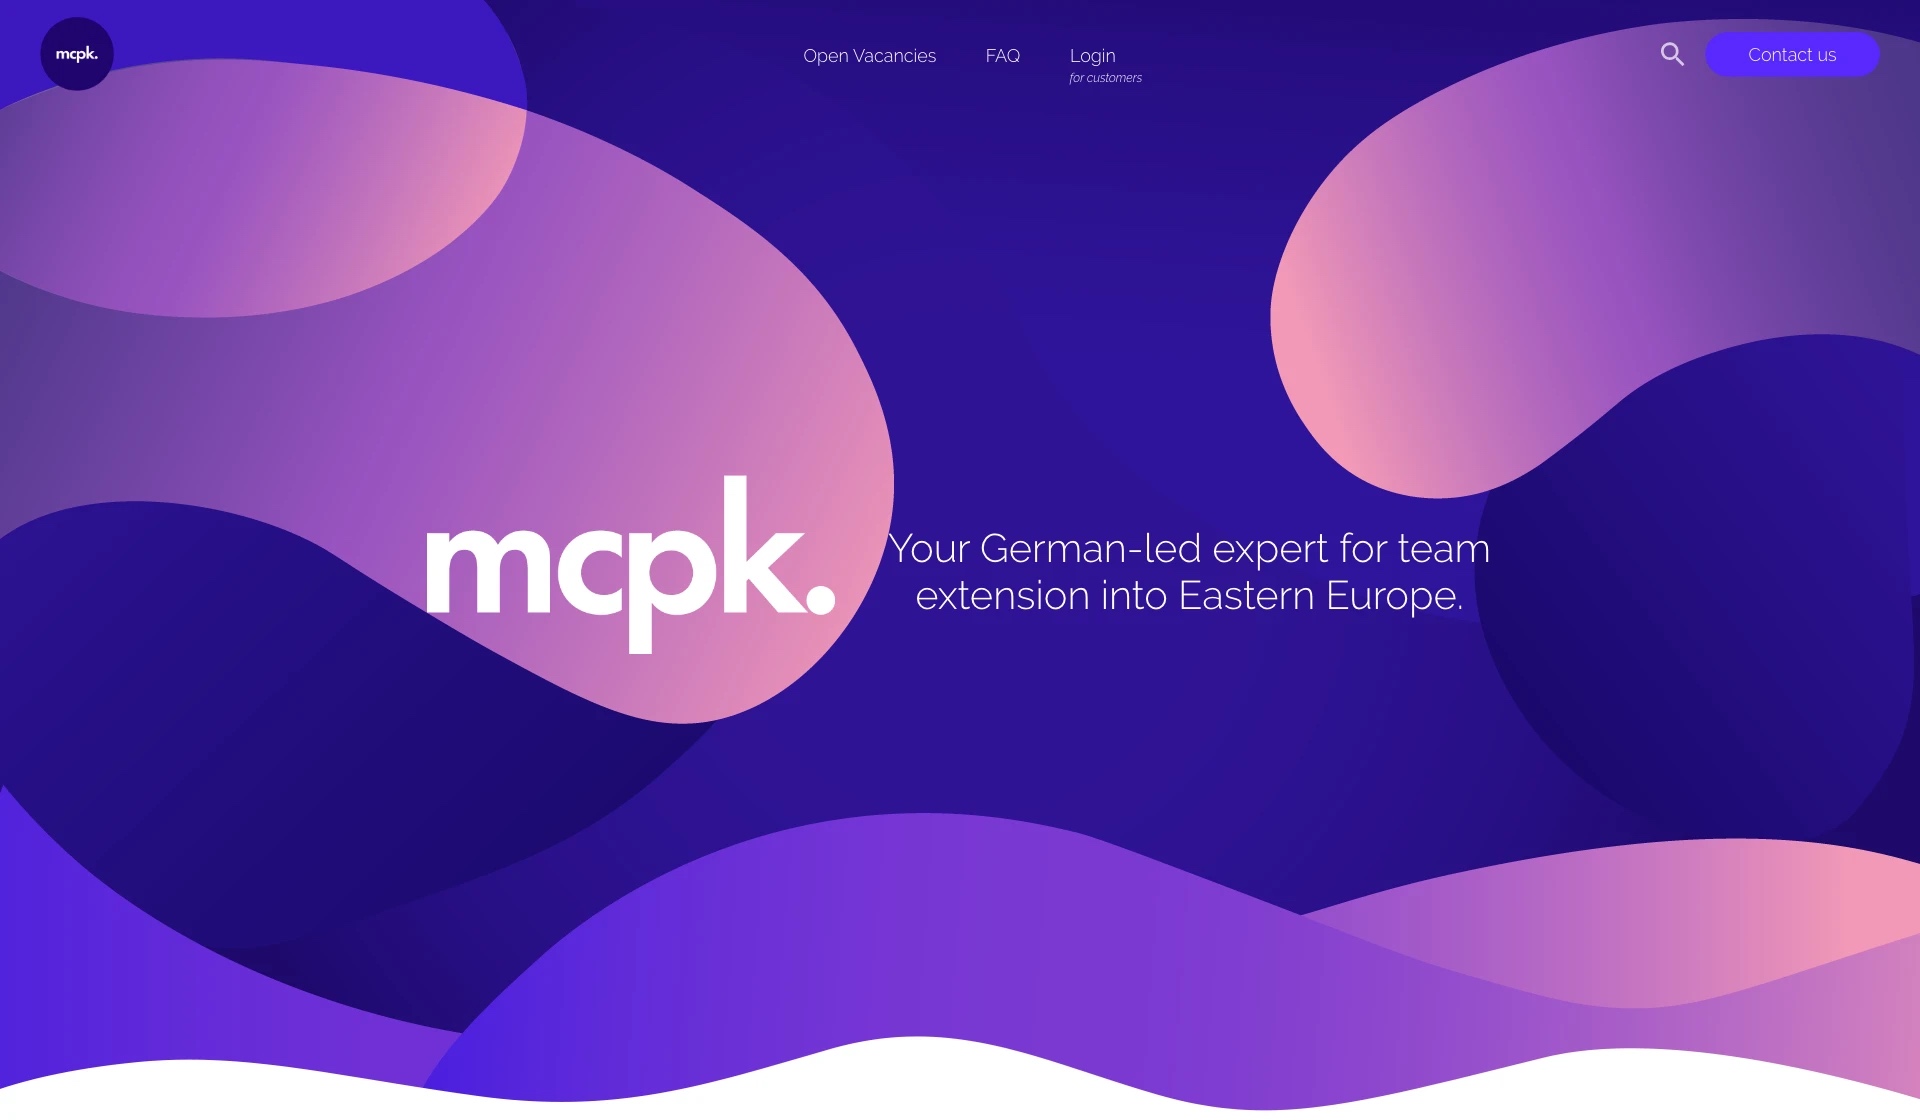 mcpk.
Open Vacancies
FAQ
Login
for customers
Contact us
mcpk.
Your German-led expert for team
extension into Eastern Europe.